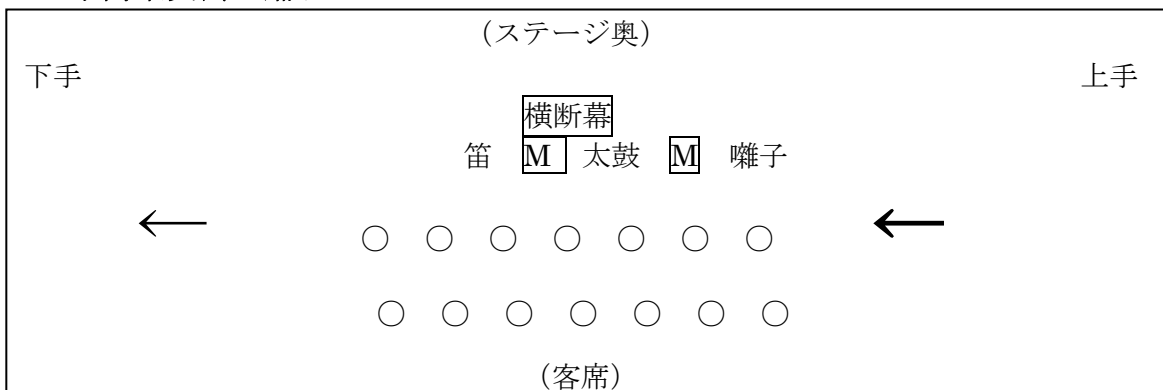 (ステージ奥)
下手 上手
横断幕
笛 M 太鼓 M 囃子
← ←
○ ○ ○ ○ ○ ○ ○
○ ○ ○ ○ ○ ○ ○
(客席)